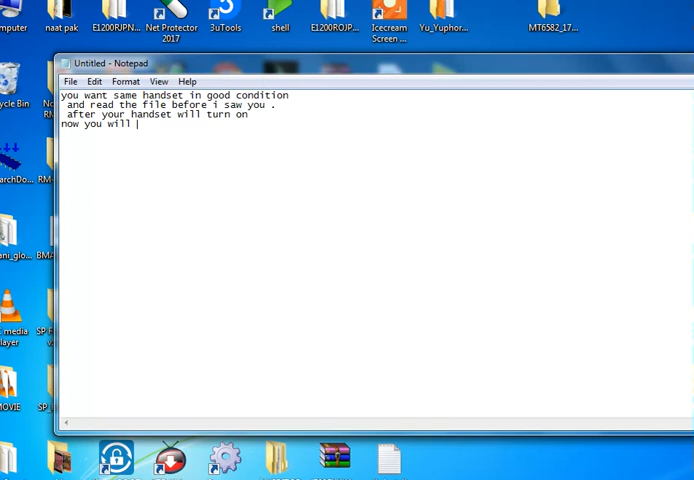 naat pak
E1200RJPN...
Net Protector
2017
3uTools
shell
E1200ROJP...
Icecream
Screen ...
Yu_Yuphor...
MT6582_17...
Untitled - Notepad
File Edit Format View Help
you want same handset in good condition
and read the file before i saw you .
after your handset will turn on
now you will